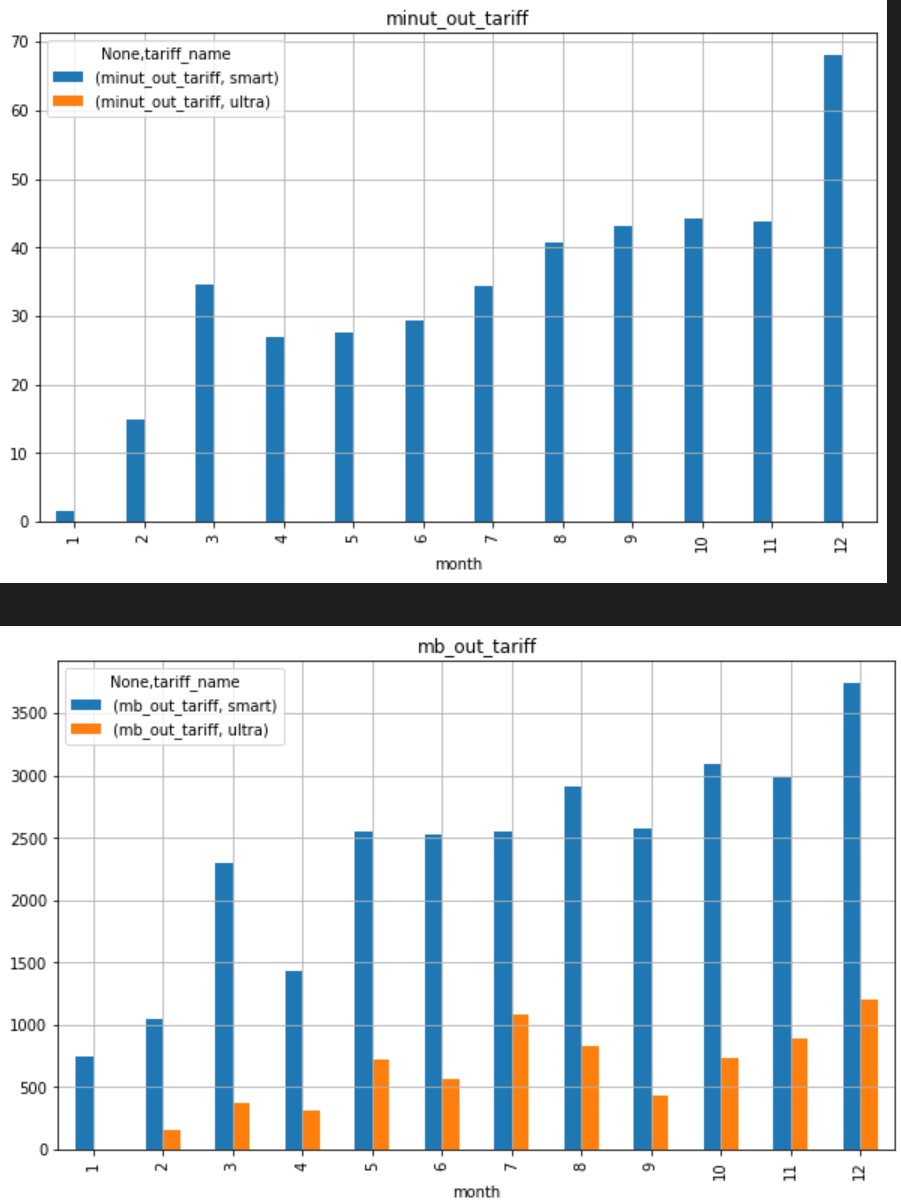 minut_out_tariff
None,tariff_name
(minut_out_tariff, smart)
(minut_out_tariff, ultra)
70
60
50
40
30
20
10
0
1 2 3 4 5 6 7 8 9 10 11 12
month
mb_out_tariff
None,tariff_name
(mb_out_tariff, smart)
(mb_out_tariff, ultra)
3500
3000
2500
2000
1500
1000
500
0
1 2 3 4 5 6 7 8 9 10 11 12
month